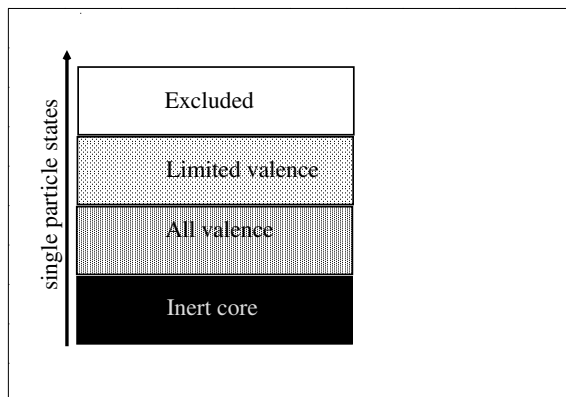 Excluded
Limited valence
All valence
Inert core
single particle states